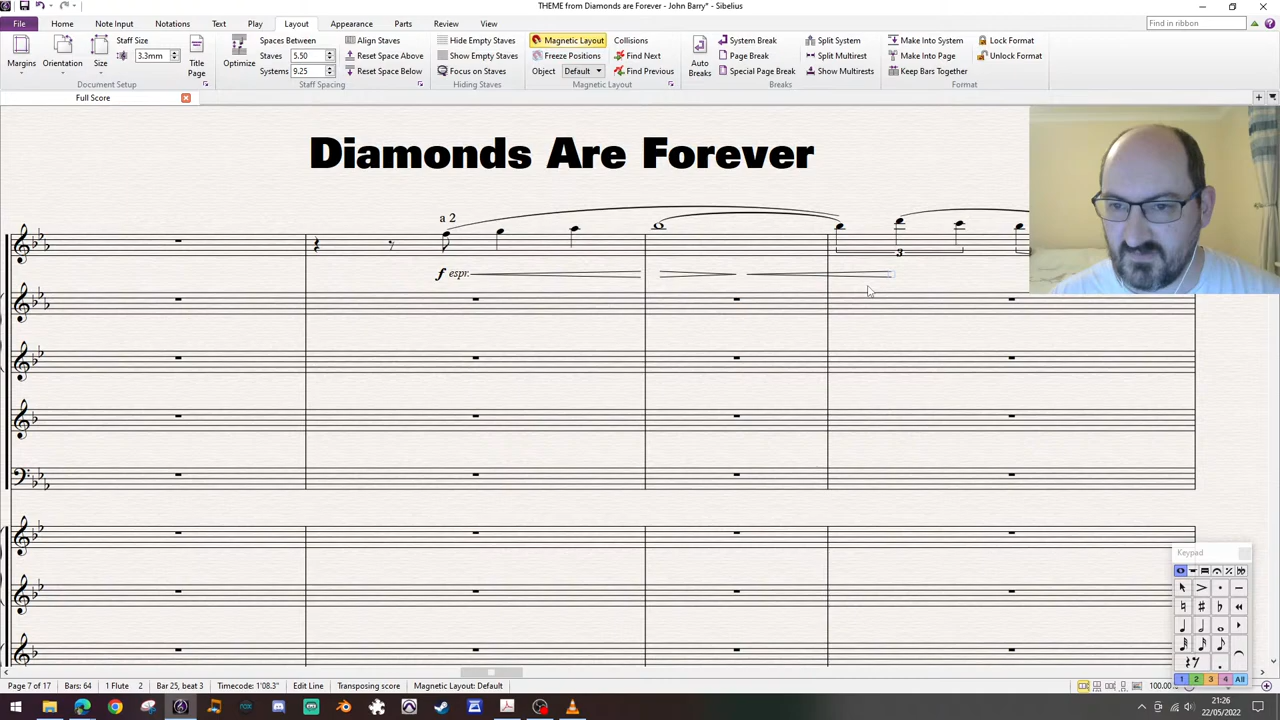 THEME from Diamonds are Forever - John Barry* - Sibelius
File Home Note Input Notations Text Play Layout Appearance Parts Review View Find in ribbon
Margins Orientation Staff Size Size 3.3mm Title Page Document Setup
Spaces Between Staves 5.50 Systems 9.25 Optimize Align Staves Reset Space Above Reset Space Below Staff Spacing
Hide Empty Staves Show Empty Staves Focus on Staves Hiding Staves
Magnetic Layout Collisions Freeze Positions Find Next Object Default Find Previous Magnetic Layout
Auto Breaks System Break Page Break Special Page Break Split System Split Multirest Show Multirests Breaks
Make Into System Make Into Page Keep Bars Together Lock Format Unlock Format Format
Full Score
Diamonds Are Forever
a 2
3
f espr.
Keypad
1 2 3 4 All
Page 7 of 17 Bars: 64 1 Flute 2 Bar 25, beat 3 Timecode: 1'08.3" Edit Line Transposing score Magnetic Layout: Default 100.00
21:26
22/05/2022